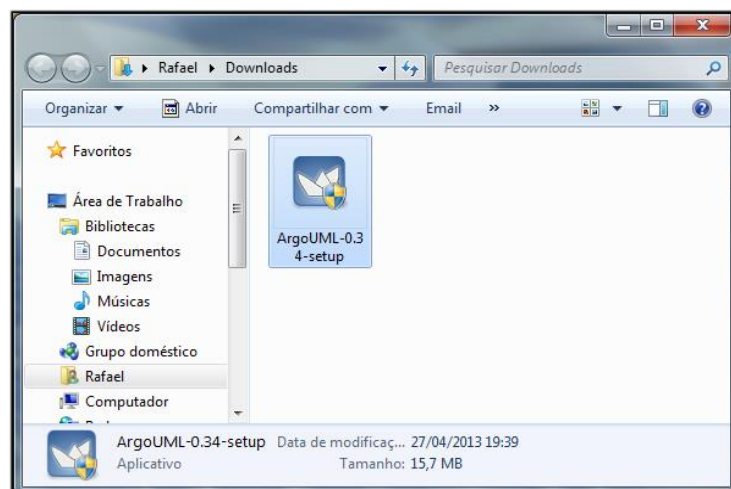 Rafael Downloads
Pesquisar Downloads
Organizar Abrir Compartilhar com Email »
Favoritos
Área de Trabalho
Bibliotecas
Documentos
Imagens
Músicas
Vídeos
Grupo doméstico
Rafael
Computador
ArgoUML-0.3
4-setup
ArgoUML-0.34-setup Data de modificaç... 27/04/2013 19:39
Aplicativo Tamanho: 15,7 MB